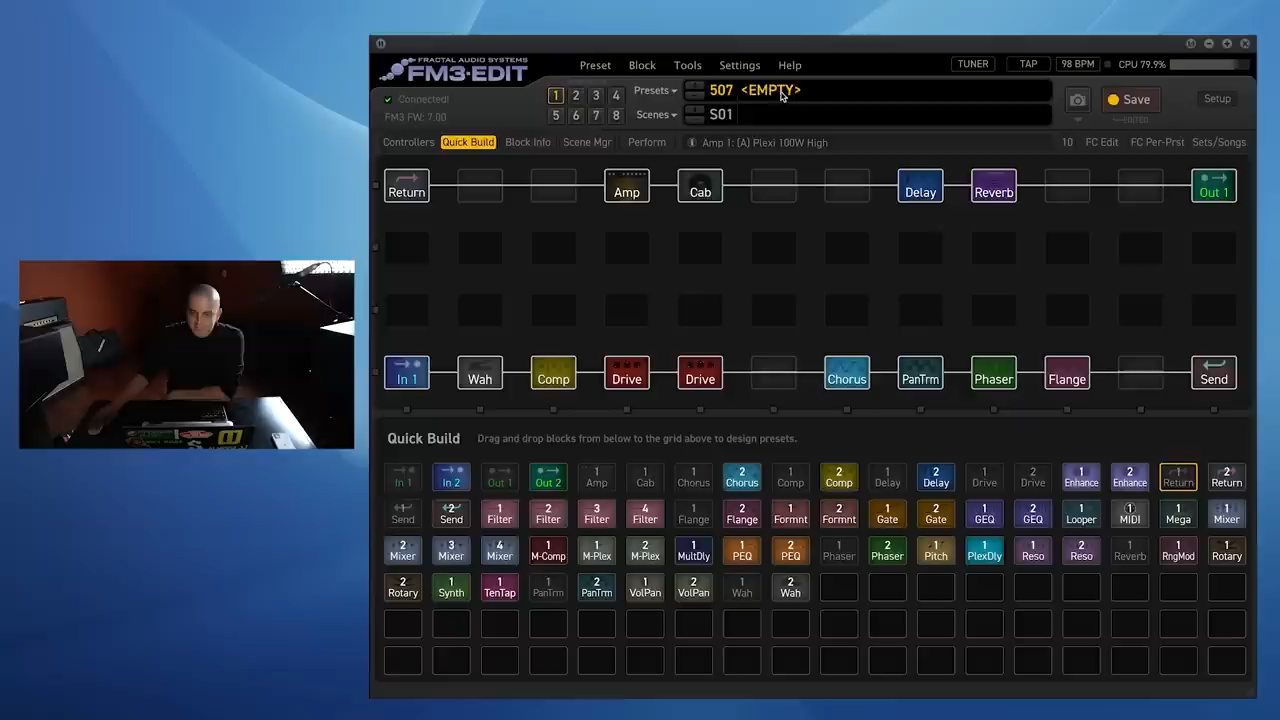 FRACTAL AUDIO SYSTEMS
FM3-EDIT
Preset Block Tools Settings Help
TUNER TAP 98 BPM CPU 79.9%
Connected!
FM3 FW: 7.00
1 2 3 4
5 6 7 8
Presets 507 <EMPTY>
Scenes S01
Save
EDITED
Setup
Controllers Quick Build Block Info Scene Mgr Perform Amp 1: (A) Plexi 100W High 10 FC Edit FC Per-Prst Sets/Songs
Return Amp Cab Delay Reverb Out 1
In 1 Wah Comp Drive Drive Chorus PanTrm Phaser Flange Send
Quick Build Drag and drop blocks from below to the grid above to design presets.
In 1 In 2 Out 1 Out 2 1 Amp 1 Cab 1 Chorus 2 Chorus 1 Comp 2 Comp 1 Delay 2 Delay 1 Drive 2 Drive 1 Enhance 2 Enhance 1 Return 2 Return
1 Send 2 Send 1 Filter 2 Filter 3 Filter 4 Filter 1 Flange 2 Flange 1 Formnt 2 Formnt 1 Gate 2 Gate 1 GEQ 2 GEQ 1 Looper 1 MIDI 1 Mega 1 Mixer
2 Mixer 3 Mixer 4 Mixer 1 M-Comp 1 M-Plex 2 M-Plex 1 MultDly 1 PEQ 2 PEQ 1 Phaser 2 Phaser 1 Pitch 1 PlexDly 1 Reso 2 Reso 1 Reverb 1 RngMod 1 Rotary
2 Rotary 1 Synth 1 TenTap 1 PanTrm 2 PanTrm 1 VolPan 2 VolPan 1 Wah 2 Wah